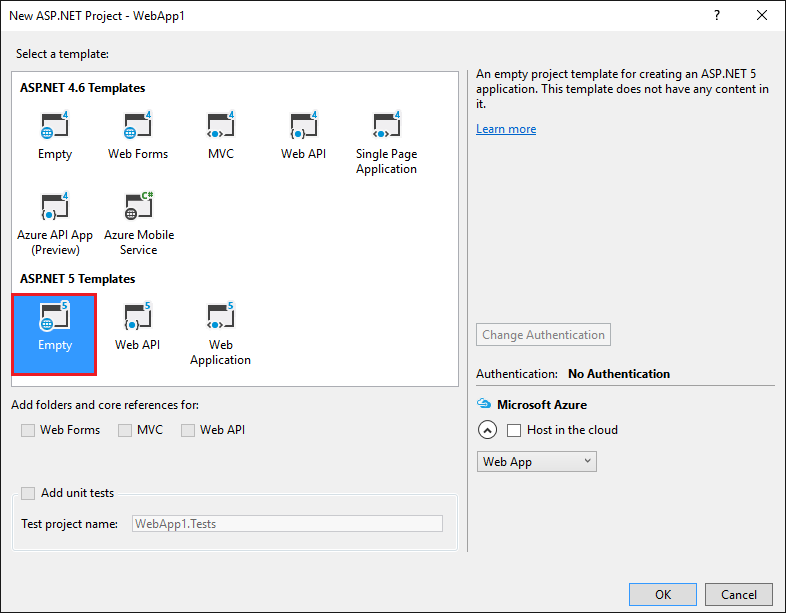 New ASP.NET Project - WebApp1
?
Select a template:
ASP.NET 4.6 Templates
4 4 4 4 4
Empty Web Forms MVC Web API Single Page
Application
4 C#
Azure API App Azure Mobile
(Preview) Service
ASP.NET 5 Templates
5 5 5
Empty Web API Web
Application
Add folders and core references for:
Web Forms MVC Web API
Add unit tests
Test project name: WebApp1.Tests
An empty project template for creating an ASP.NET 5
application. This template does not have any content in
it.
Learn more
Change Authentication
Authentication: No Authentication
Microsoft Azure
Host in the cloud
Web App
OK Cancel